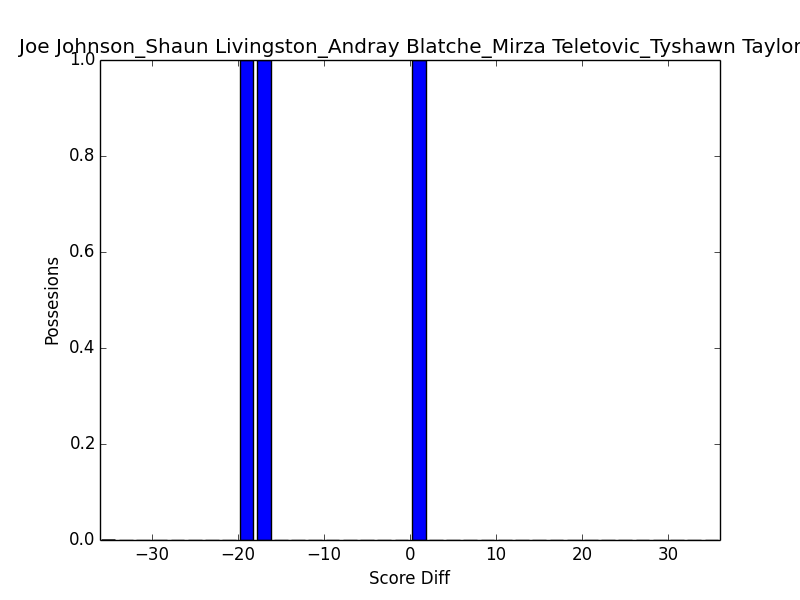 Joe Johnson_Shaun Livingston_Andray Blatche_Mirza Teletovic_Tyshawn Taylor
1.0
0.8
0.6
0.4
0.2
0.0
Possesions
−30 −20 −10 0 10 20 30
Score Diff